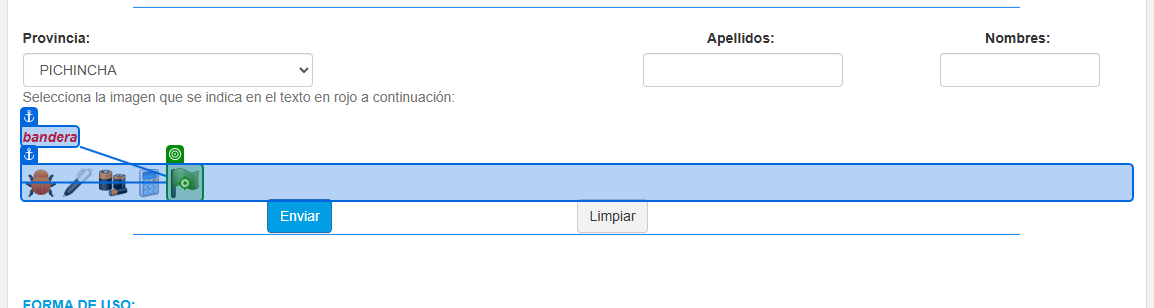 Provincia:
Apellidos:
Nombres:
PICHINCHA
Selecciona la imagen que se indica en el texto en rojo a continuación:
bandera
Enviar
Limpiar
FORMA DE USO: